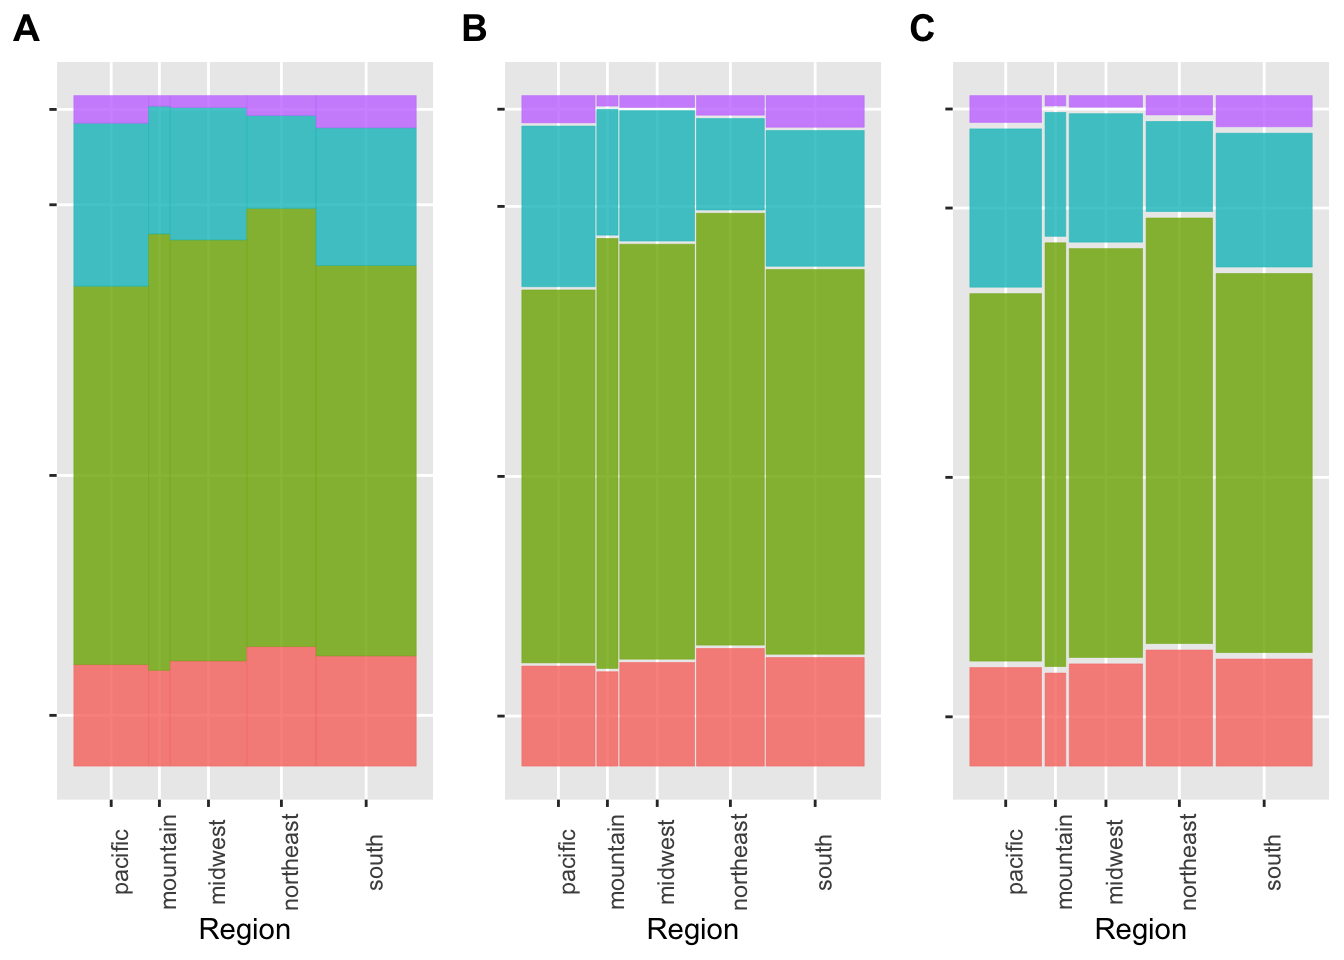 A
B
C
pacific
mountain
midwest
northeast
south
pacific
mountain
midwest
northeast
south
pacific
mountain
midwest
northeast
south
Region
Region
Region